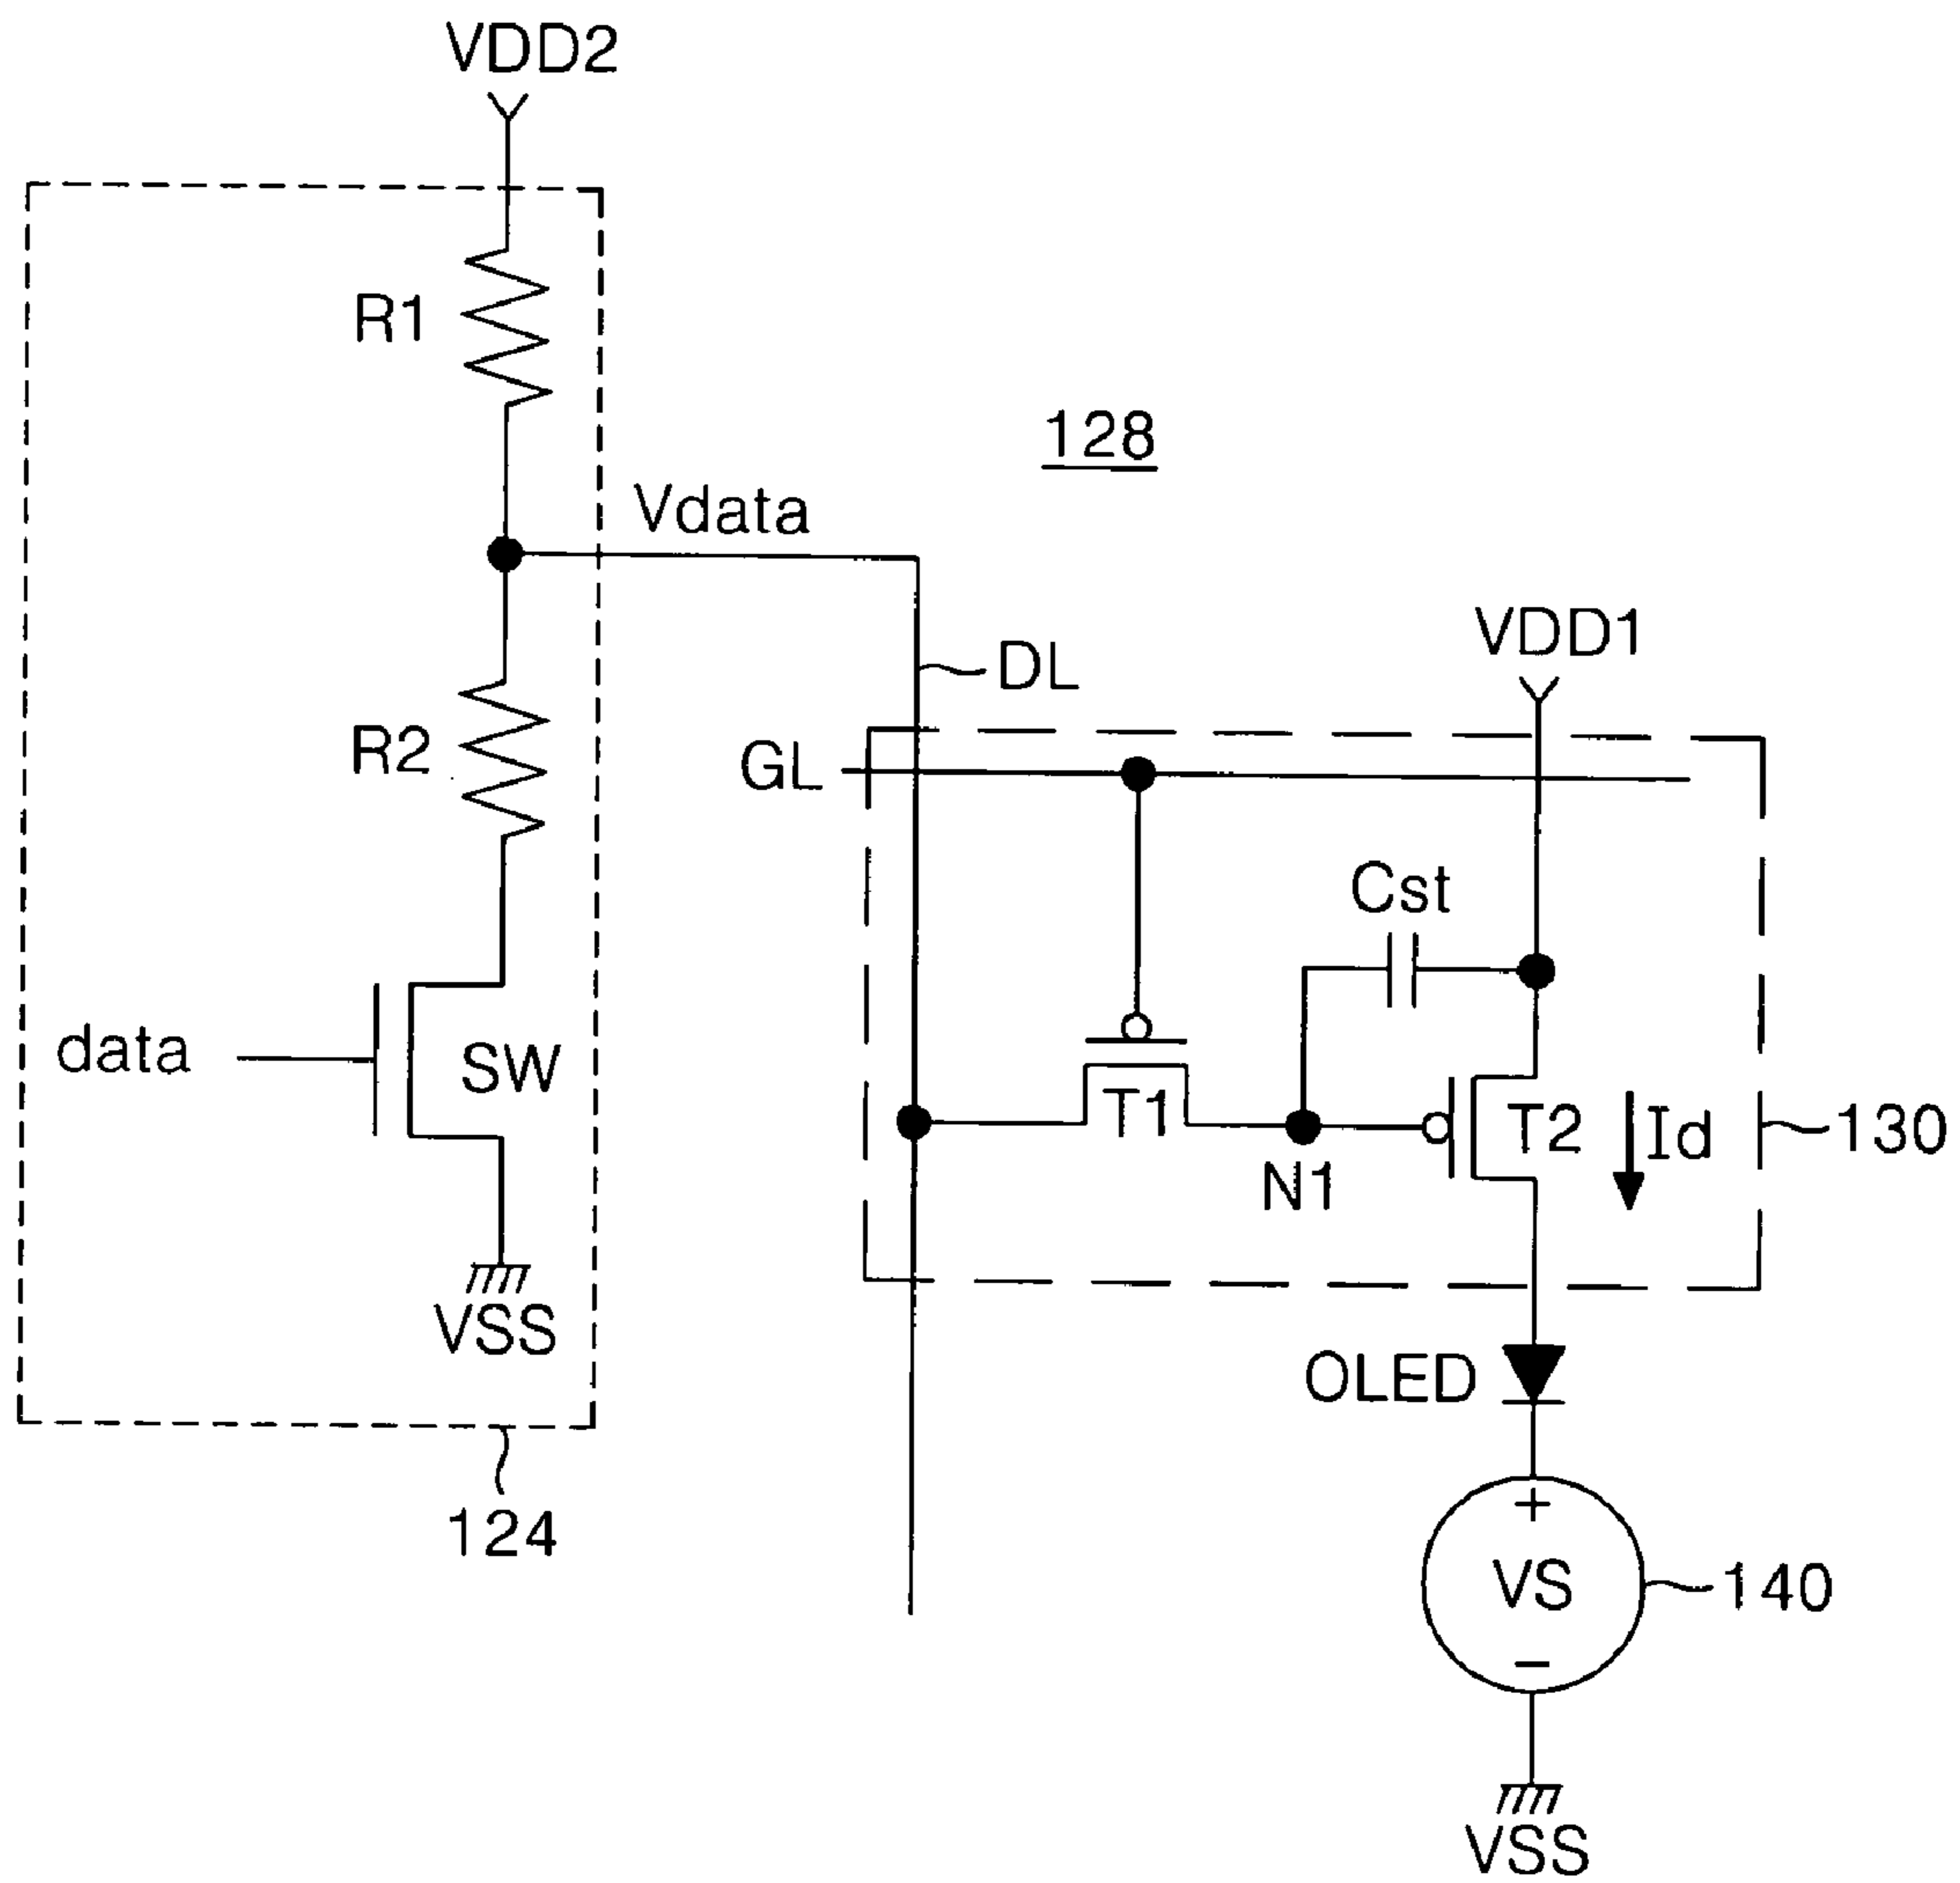 VDD2
R1
128
Vdata
VDD1
DL
R2
GL
Cst
data
SW
T1
T2
Id
130
N1
VSS
OLED
124
+
VS
140
−
VSS